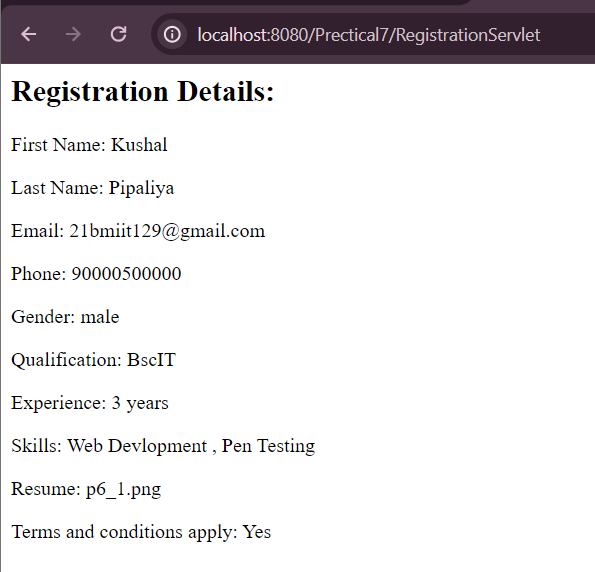 localhost:8080/Prectical7/RegistrationServlet
Registration Details:
First Name: Kushal
Last Name: Pipaliya
Email: 21bmiit129@gmail.com
Phone: 90000500000
Gender: male
Qualification: BscIT
Experience: 3 years
Skills: Web Devlopment , Pen Testing
Resume: p6_1.png
Terms and conditions apply: Yes